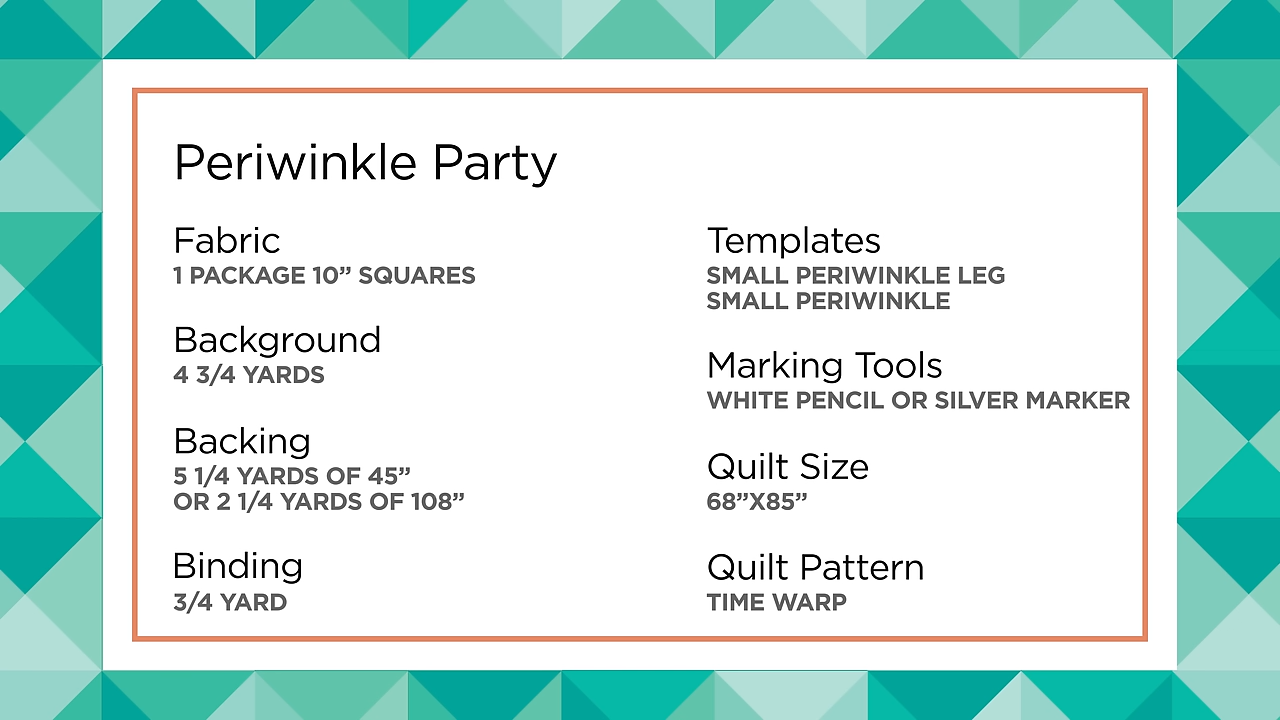 Periwinkle Party
Fabric
1 PACKAGE 10” SQUARES
Background
4 3/4 YARDS
Backing
5 1/4 YARDS OF 45”
OR 2 1/4 YARDS OF 108”
Binding
3/4 YARD
Templates
SMALL PERIWINKLE LEG
SMALL PERIWINKLE
Marking Tools
WHITE PENCIL OR SILVER MARKER
Quilt Size
68”X85”
Quilt Pattern
TIME WARP